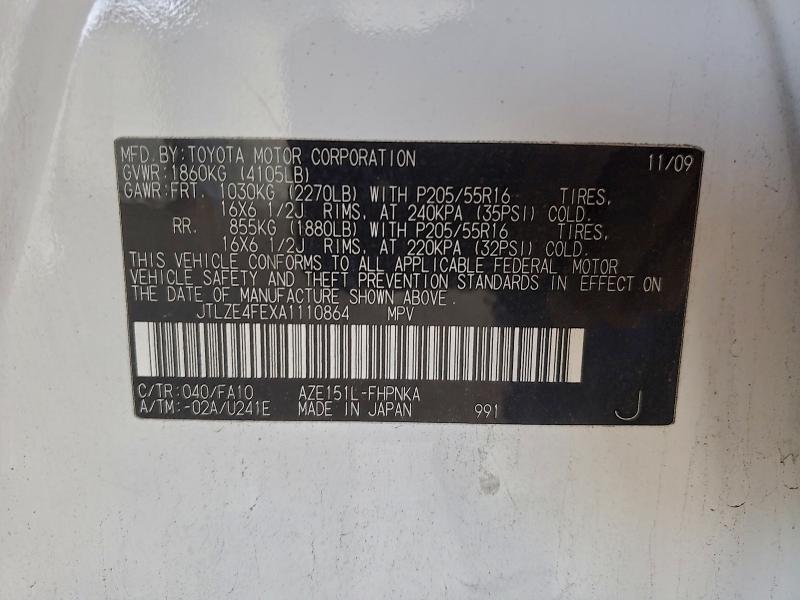 MFD. BY: TOYOTA MOTOR CORPORATION 11/09
GVWR: 1860KG (4105LB)
GAWR: FRT. 1030KG (2270LB) WITH P205/55R16 TIRES,
16X6 1/2J RIMS, AT 240KPA (35PSI) COLD.
RR. 855KG (1880LB) WITH P205/55R16 TIRES,
16X6 1/2J RIMS, AT 220KPA (32PSI) COLD.
THIS VEHICLE CONFORMS TO ALL APPLICABLE FEDERAL MOTOR
VEHICLE SAFETY AND THEFT PREVENTION STANDARDS IN EFFECT ON
THE DATE OF MANUFACTURE SHOWN ABOVE.
JTLZE4FEXA1110864 MPV
C/TR: 040/FA10 AZE151L-FHPNKA
A/TM: -02A/U241E MADE IN JAPAN 991 J